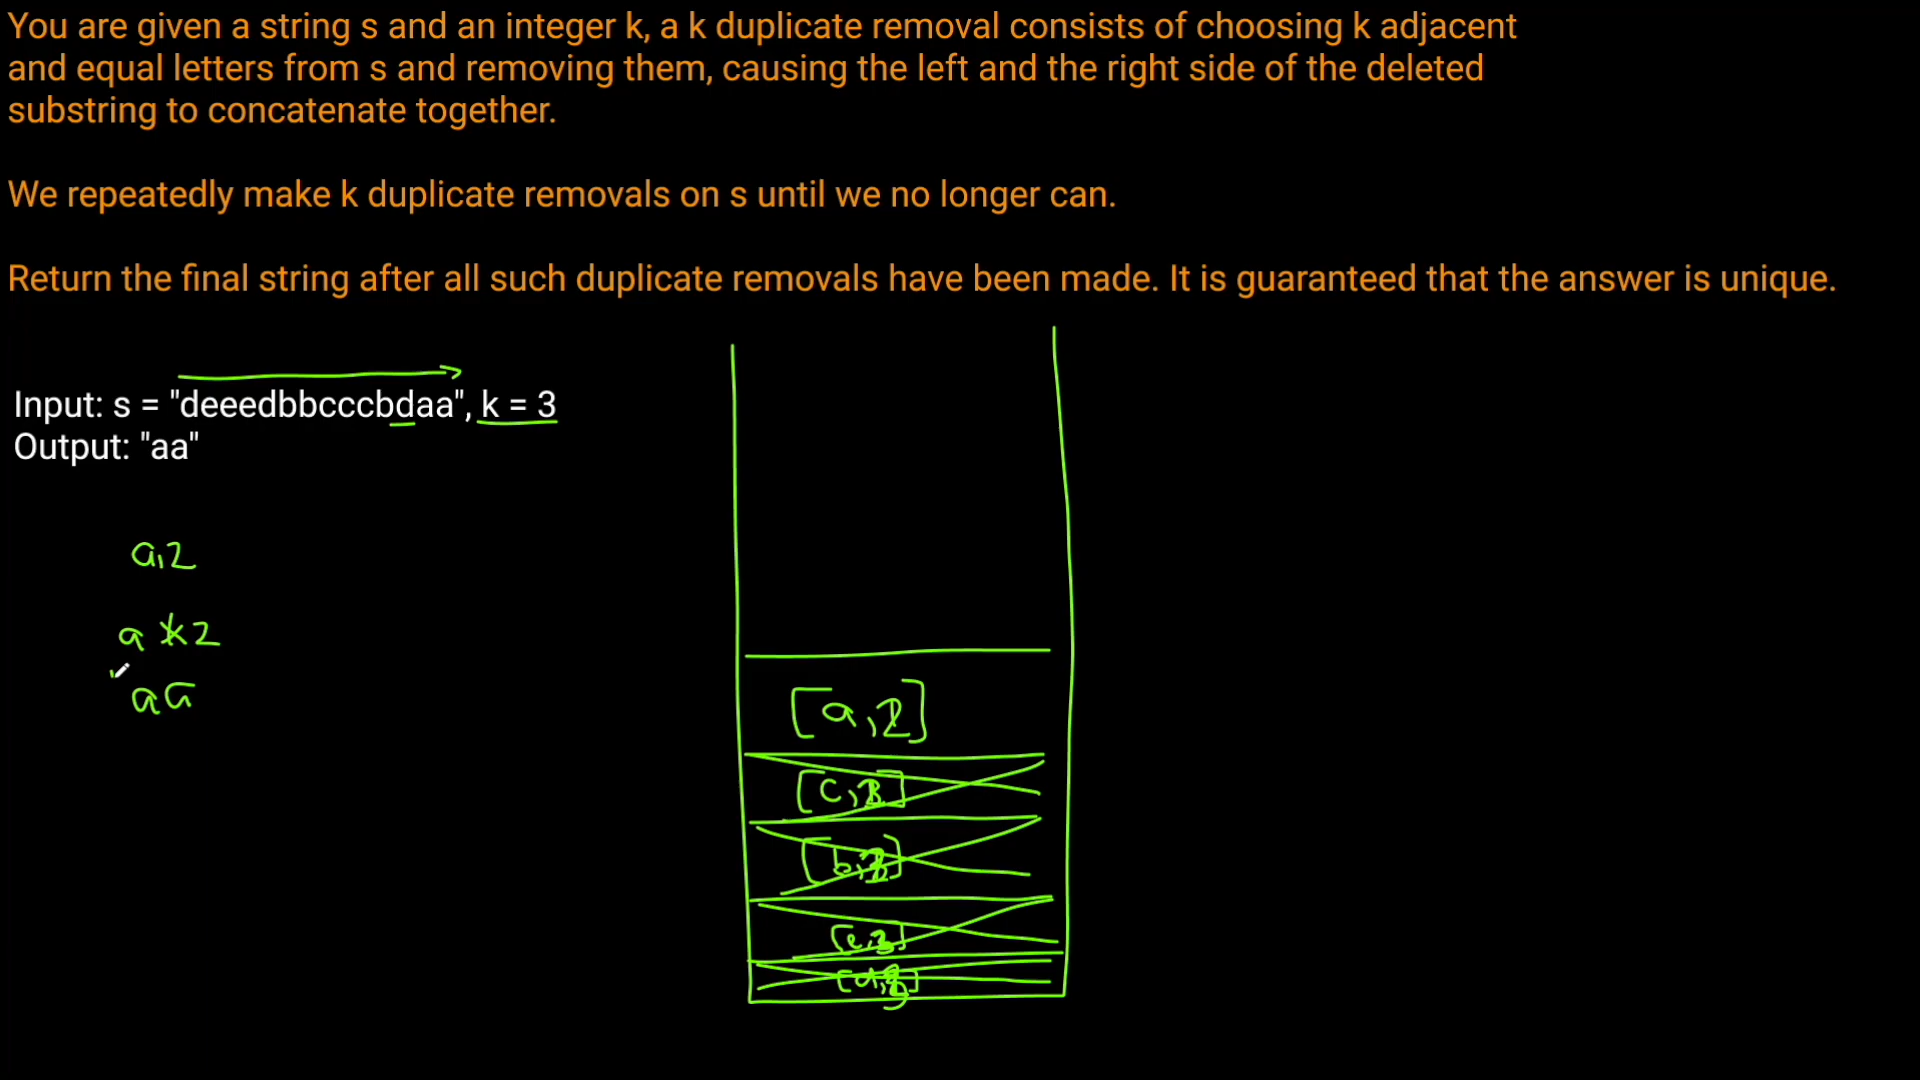 You are given a string s and an integer k, a k duplicate removal consists of choosing k adjacent
and equal letters from s and removing them, causing the left and the right side of the deleted
substring to concatenate together.
We repeatedly make k duplicate removals on s until we no longer can.
Return the final string after all such duplicate removals have been made. It is guaranteed that the answer is unique.
Input: s = "deeedbbcccbdaa", k = 3
Output: "aa"
a,2
a * 2
aa
[a,2]
[c,3]